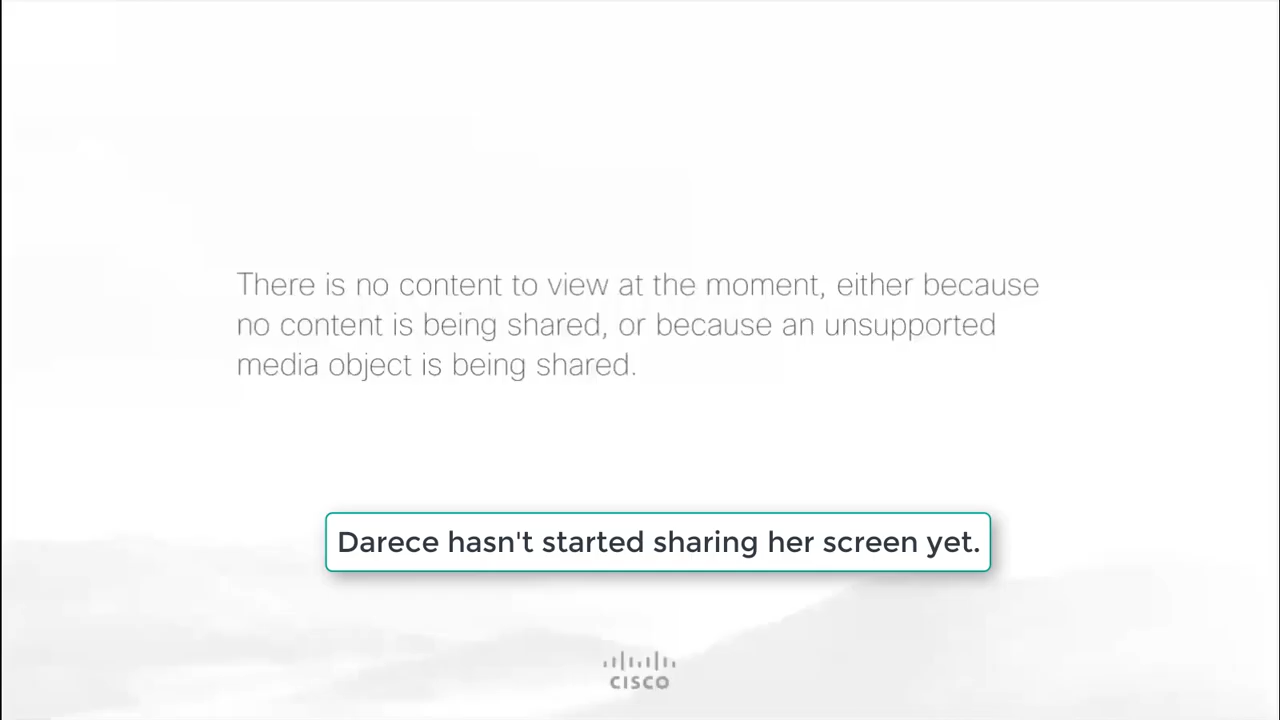 There is no content to view at the moment, either because
no content is being shared, or because an unsupported
media object is being shared.
Darece hasn't started sharing her screen yet.
CISCO